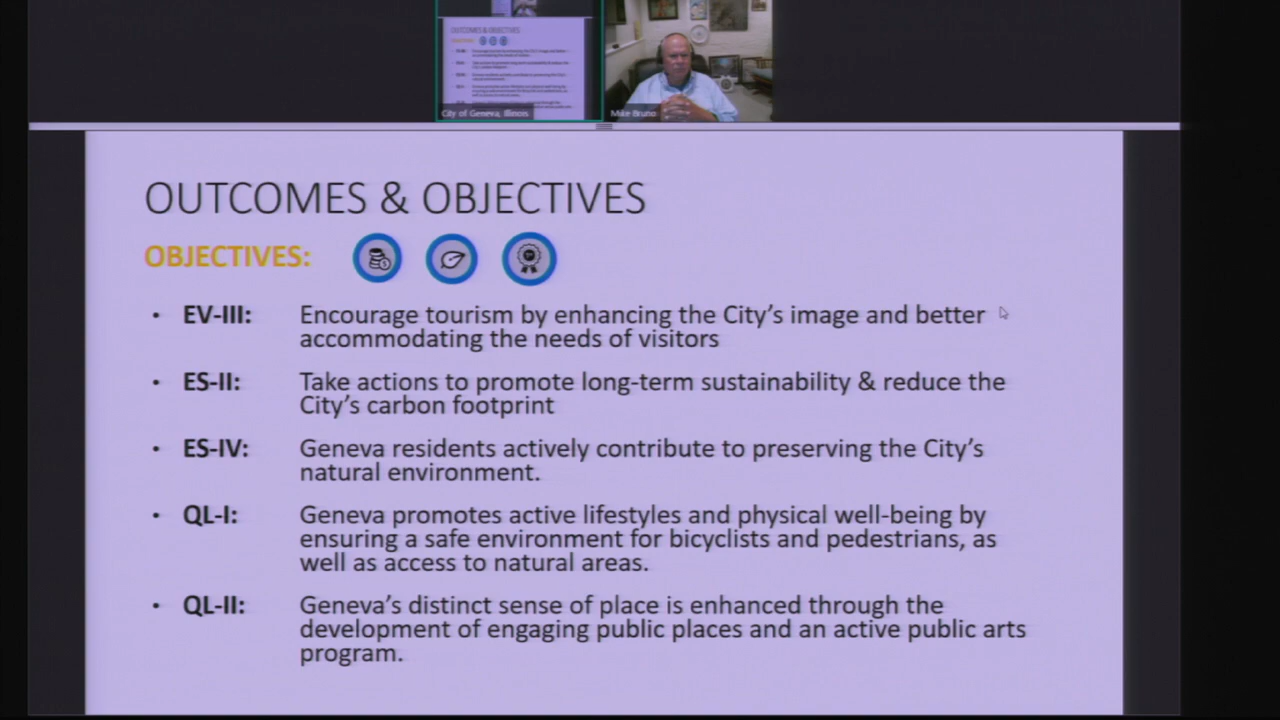 City of Geneva, Illinois
Mike Bruno
OUTCOMES & OBJECTIVES
OBJECTIVES:
• EV-III: Encourage tourism by enhancing the City's image and better
accommodating the needs of visitors
• ES-II: Take actions to promote long-term sustainability & reduce the
City's carbon footprint
• ES-IV: Geneva residents actively contribute to preserving the City's
natural environment.
• QL-I: Geneva promotes active lifestyles and physical well-being by
ensuring a safe environment for bicyclists and pedestrians, as
well as access to natural areas.
• QL-II: Geneva's distinct sense of place is enhanced through the
development of engaging public places and an active public arts
program.